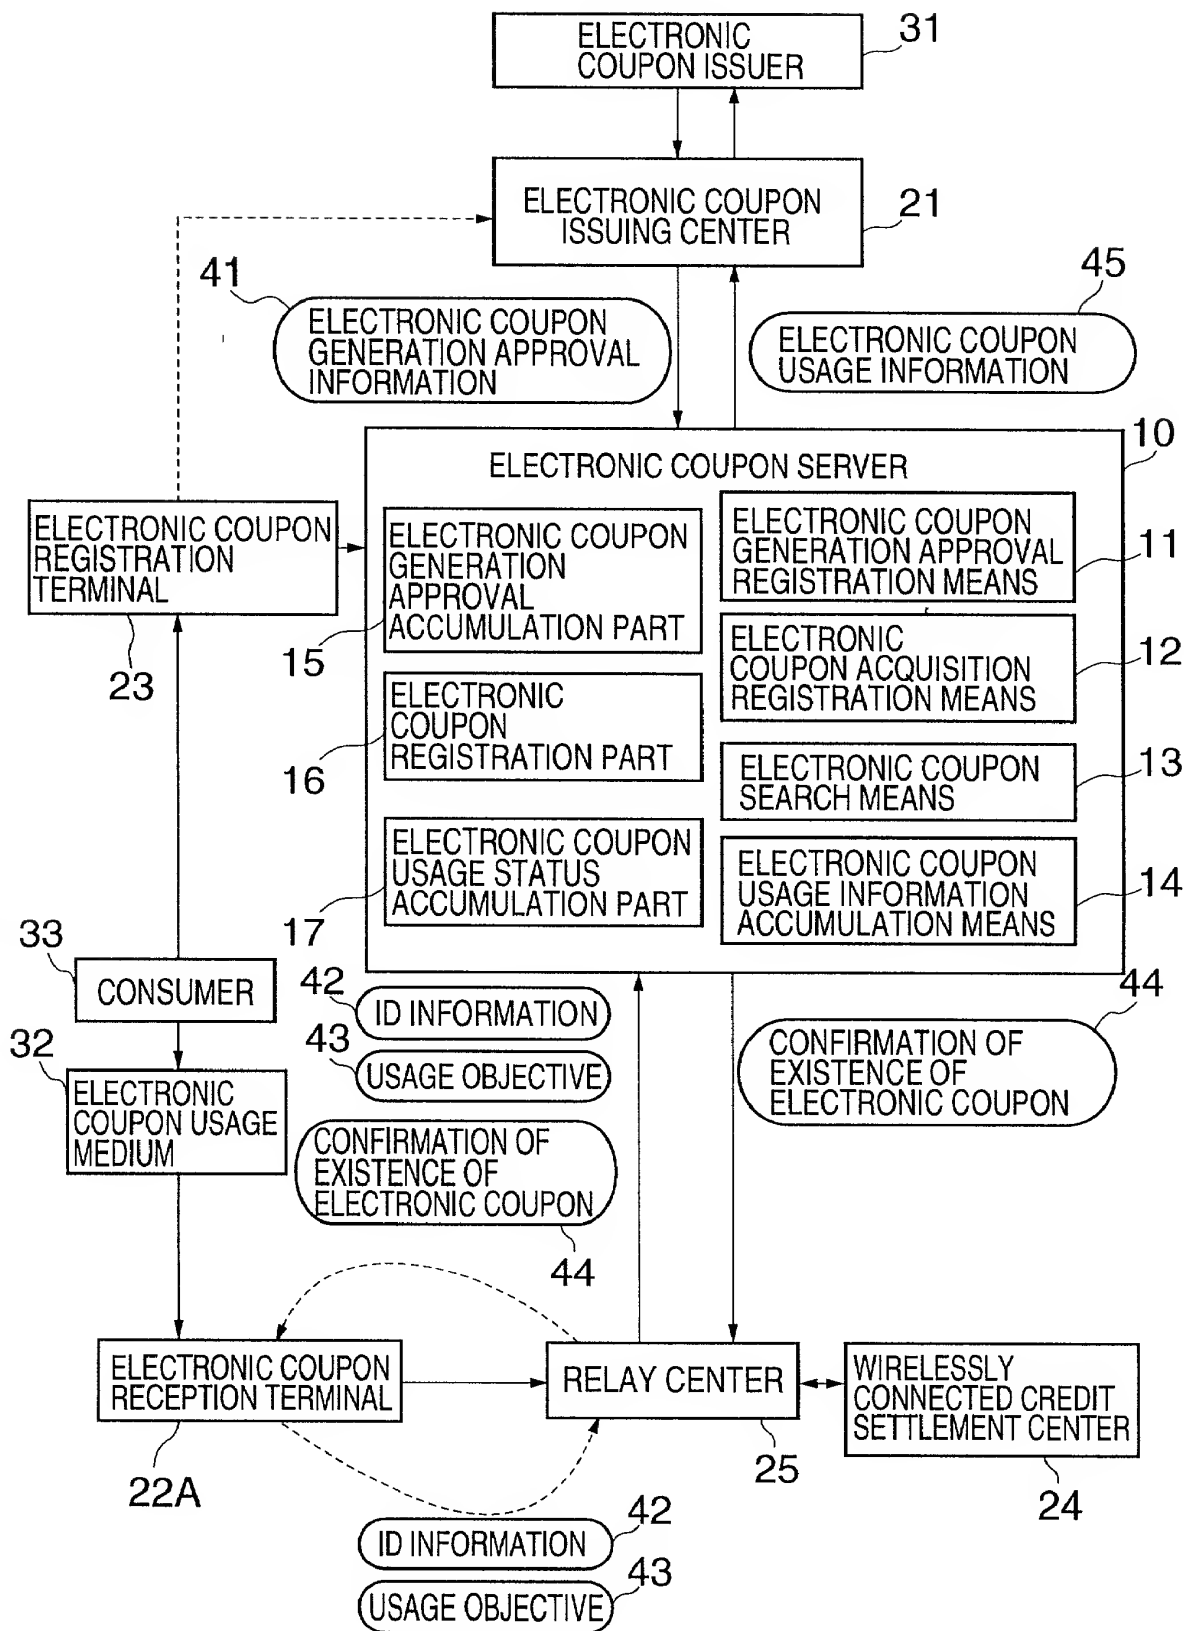 ELECTRONIC
COUPON ISSUER
31
ELECTRONIC COUPON
ISSUING CENTER
21
41
ELECTRONIC COUPON
GENERATION APPROVAL
INFORMATION
45
ELECTRONIC COUPON
USAGE INFORMATION
10
ELECTRONIC COUPON SERVER
ELECTRONIC COUPON
REGISTRATION
TERMINAL
23
ELECTRONIC COUPON
GENERATION
APPROVAL
ACCUMULATION PART
15
ELECTRONIC COUPON
GENERATION APPROVAL
REGISTRATION MEANS
11
ELECTRONIC
COUPON ACQUISITION
REGISTRATION MEANS
12
ELECTRONIC
COUPON
REGISTRATION PART
16
ELECTRONIC COUPON
SEARCH MEANS
13
ELECTRONIC COUPON
USAGE STATUS
ACCUMULATION PART
17
ELECTRONIC COUPON
USAGE INFORMATION
ACCUMULATION MEANS
14
33
CONSUMER
32
ELECTRONIC
COUPON USAGE
MEDIUM
42
ID INFORMATION
43
USAGE OBJECTIVE
44
CONFIRMATION OF
EXISTENCE OF
ELECTRONIC COUPON
CONFIRMATION OF
EXISTENCE OF
ELECTRONIC COUPON
44
ELECTRONIC COUPON
RECEPTION TERMINAL
22A
RELAY CENTER
25
WIRELESSLY
CONNECTED CREDIT
SETTLEMENT CENTER
24
42
ID INFORMATION
43
USAGE OBJECTIVE